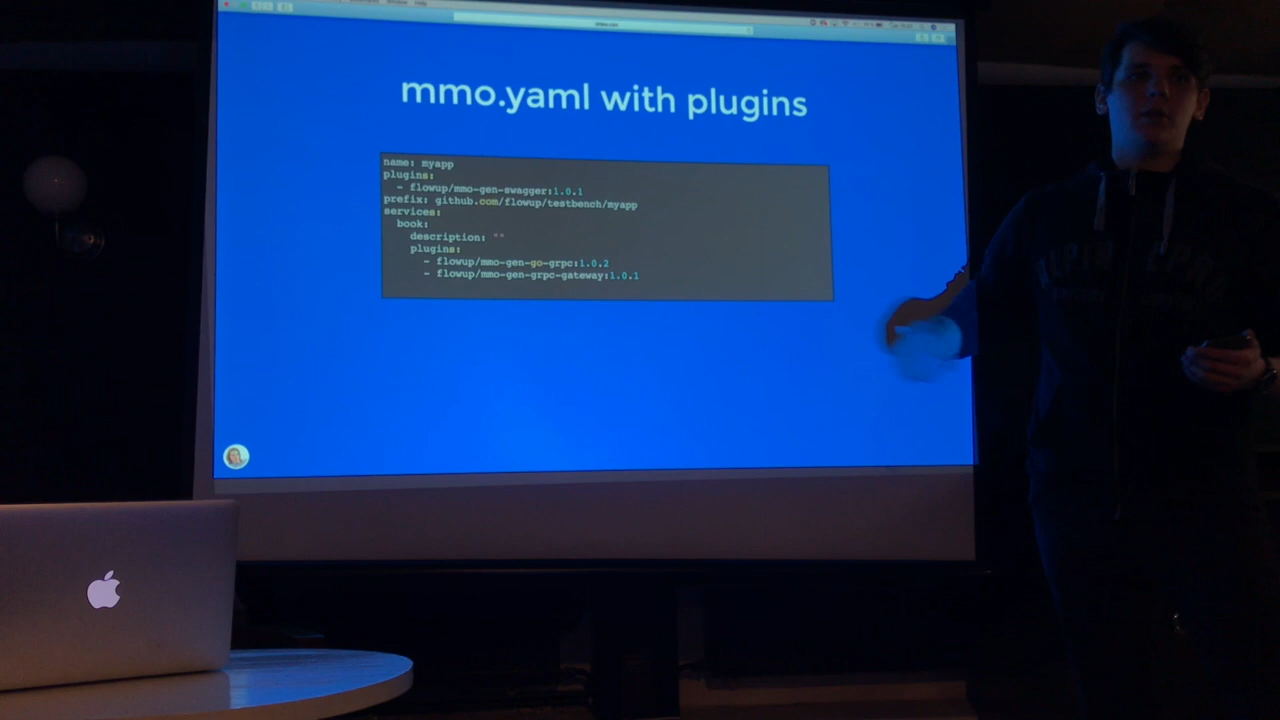 mmo.yaml with plugins
name: myapp
plugins:
  - flowup/mmo-gen-swagger:1.0.1
prefix: github.com/flowup/testbench/myapp
services:
  book:
    description: ""
    plugins:
      - flowup/mmo-gen-go-grpc:1.0.2
      - flowup/mmo-gen-grpc-gateway:1.0.1